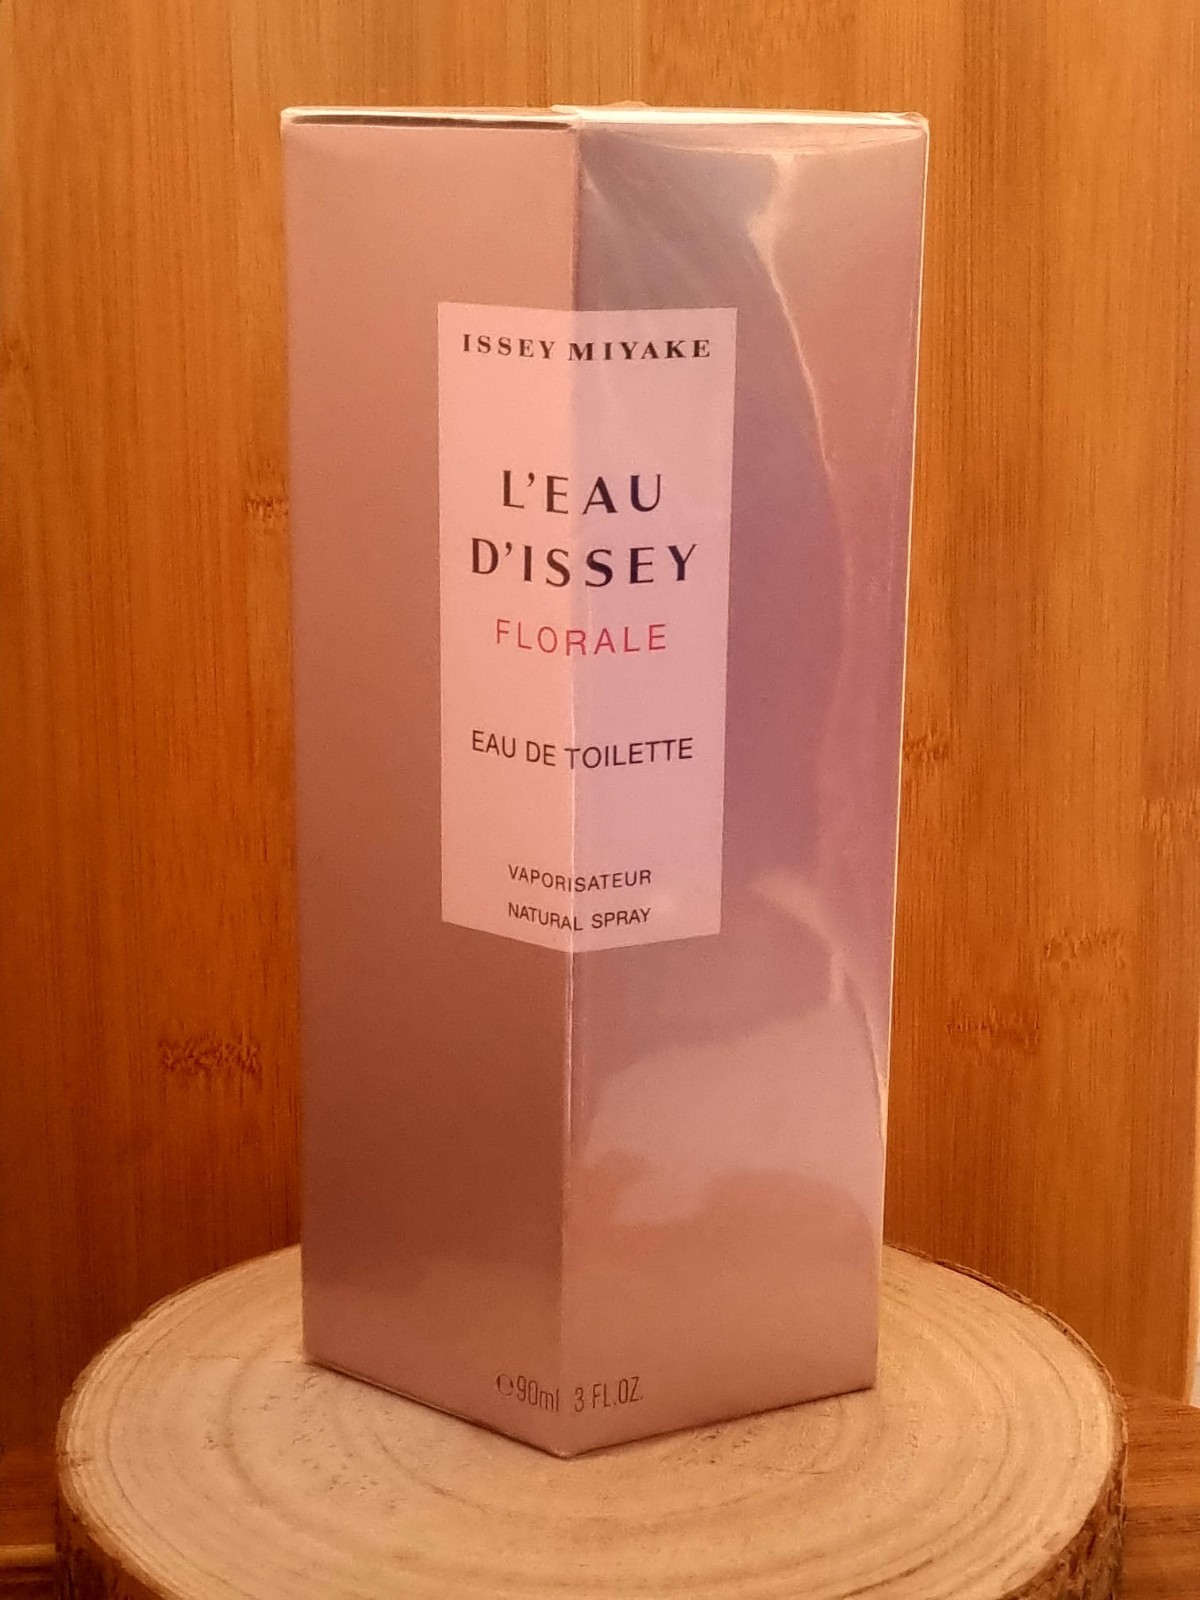 ISSEY MIYAKE
L'EAU
D'ISSEY
FLORALE
EAU DE TOILETTE
VAPORISATEUR
NATURAL SPRAY
℮90ml 3 FL.OZ.